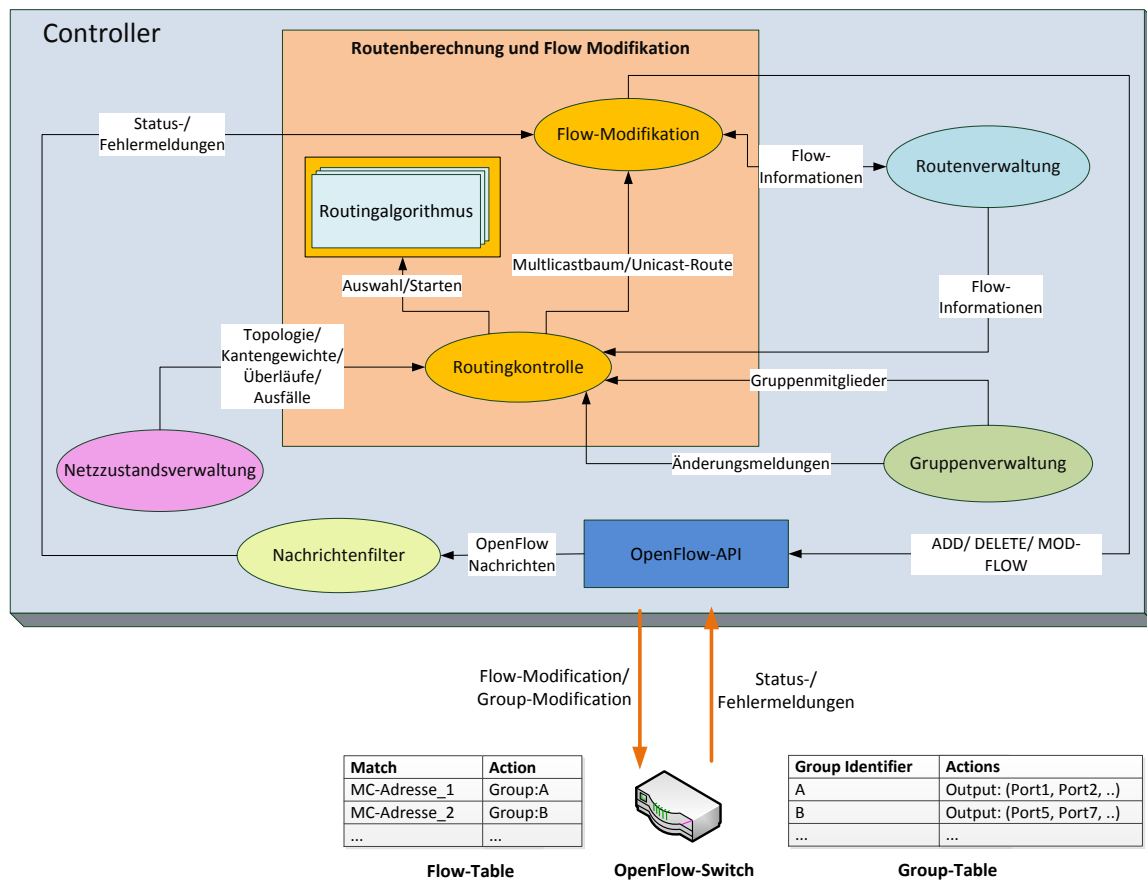 Controller
Routenberechnung und Flow Modifikation
Status-/
Fehlermeldungen
Flow-Modifikation
Flow-
Informationen
Routenverwaltung
Routingalgorithmus
Multlicastbaum/Unicast-Route
Auswahl/Starten
Flow-
Informationen
Topologie/
Kantengewichte/
Überläufe/
Ausfälle
Routingkontrolle
Gruppenmitglieder
Netzzustandsverwaltung
Änderungsmeldungen
Gruppenverwaltung
Nachrichtenfilter
OpenFlow
Nachrichten
OpenFlow-API
ADD/ DELETE/ MOD-
FLOW
Flow-Modification/
Group-Modification
Status-/
Fehlermeldungen
Match Action
MC-Adresse_1 Group:A
MC-Adresse_2 Group:B
... ...
Flow-Table
OpenFlow-Switch
Group Identifier Actions
A Output: (Port1, Port2, ..)
B Output: (Port5, Port7, ..)
... ...
Group-Table